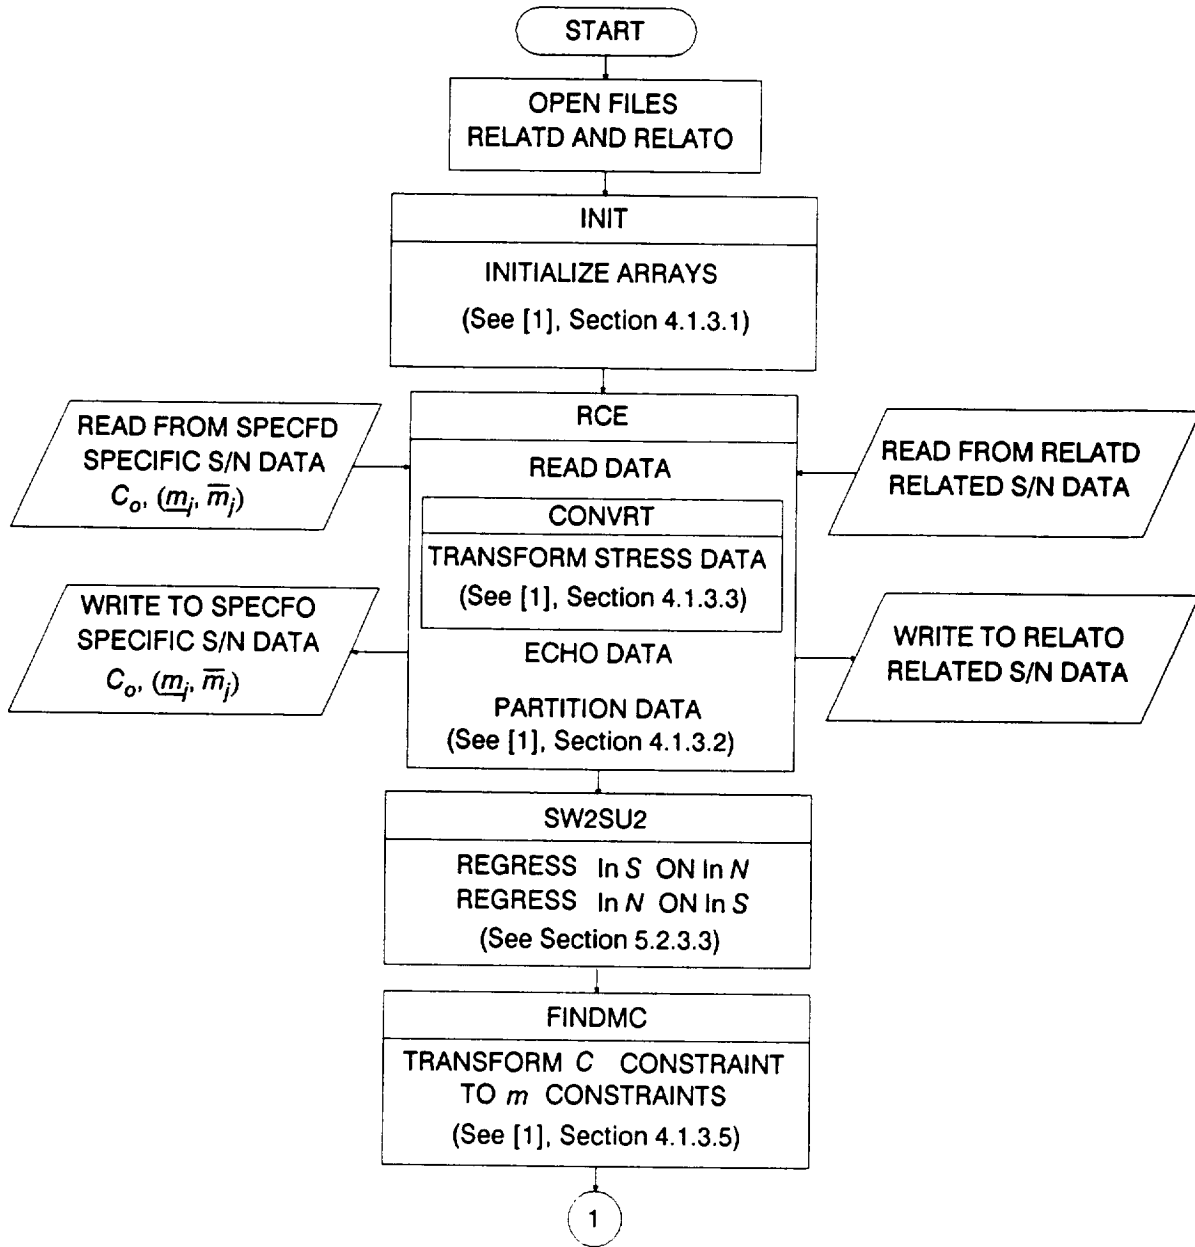 START
OPEN FILES
RELATD AND RELATO
INIT
INITIALIZE ARRAYS
(See [1], Section 4.1.3.1)
RCE
READ DATA
READ FROM SPECFD
SPECIFIC S/N DATA
C_o, (m̲_j, m̅_j)
READ FROM RELATD
RELATED S/N DATA
CONVRT
TRANSFORM STRESS DATA
(See [1], Section 4.1.3.3)
WRITE TO SPECFO
SPECIFIC S/N DATA
C_o, (m̲_j, m̅_j)
ECHO DATA
WRITE TO RELATO
RELATED S/N DATA
PARTITION DATA
(See [1], Section 4.1.3.2)
SW2SU2
REGRESS ln S ON ln N
REGRESS ln N ON ln S
(See Section 5.2.3.3)
FINDMC
TRANSFORM C CONSTRAINT
TO m CONSTRAINTS
(See [1], Section 4.1.3.5)
1